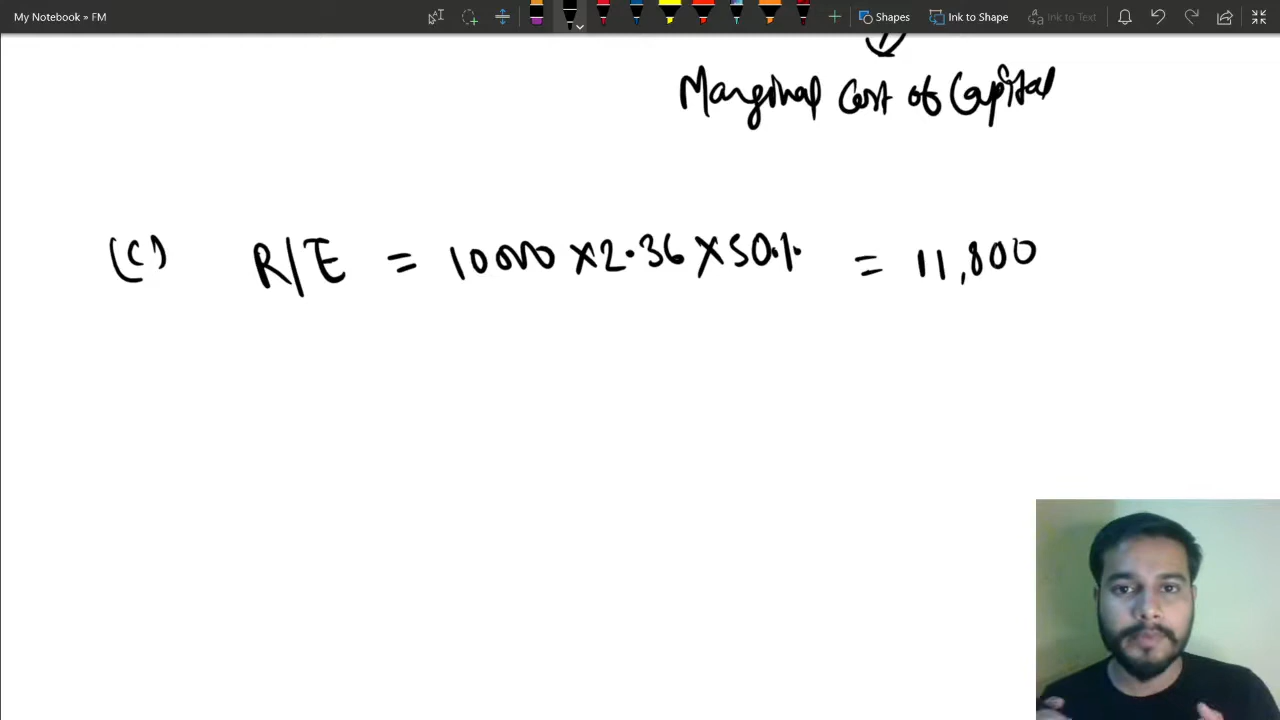 My Notebook » FM
Shapes
Ink to Shape
Ink to Text
Marginal Cost of Capital
(C) R/E = 10000 × 2.36 × 50% = 11,800